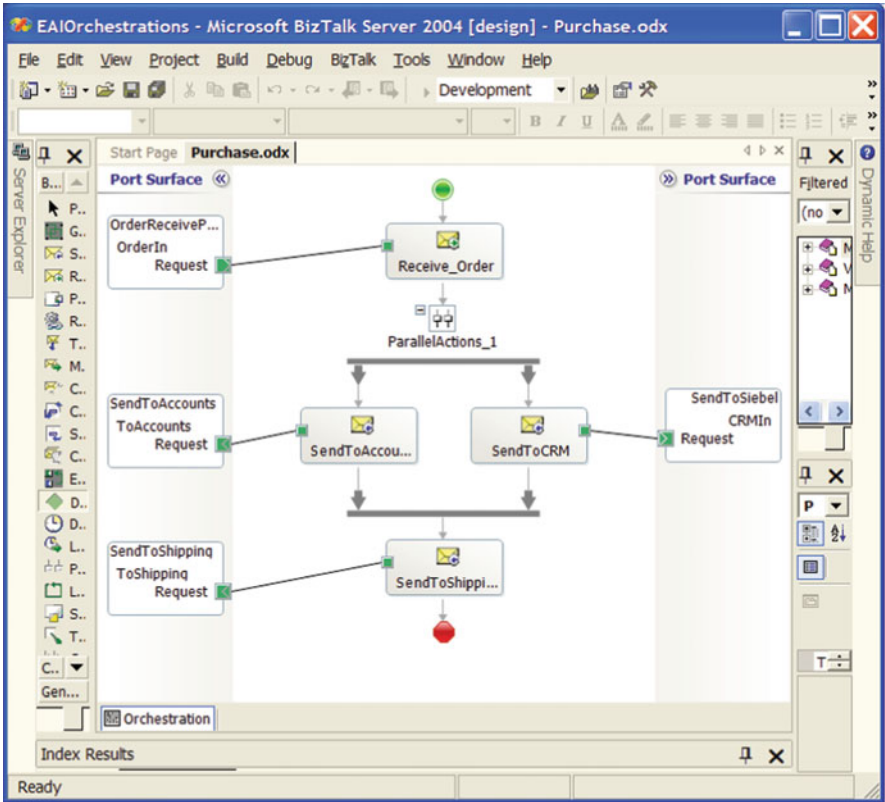 EAIOrchestrations - Microsoft BizTalk Server 2004 [design] - Purchase.odx
File Edit View Project Build Debug BizTalk Tools Window Help
Development
B I U A
Server Explorer
Start Page Purchase.odx
Dynamic Help
B...
P..
G..
S..
R..
P..
R..
T..
M.
C..
C..
S..
C..
E..
D..
D..
L..
P..
L..
S..
T..
C..
Gen...
Port Surface
OrderReceiveP...
OrderIn
Request
SendToAccounts
ToAccounts
Request
SendToShipping
ToShipping
Request
Receive_Order
ParallelActions_1
SendToAccou...
SendToCRM
SendToShippi...
Port Surface
SendToSiebel
CRMIn
Request
Filtered
(no
M
V
M
P
T
Orchestration
Index Results
Ready